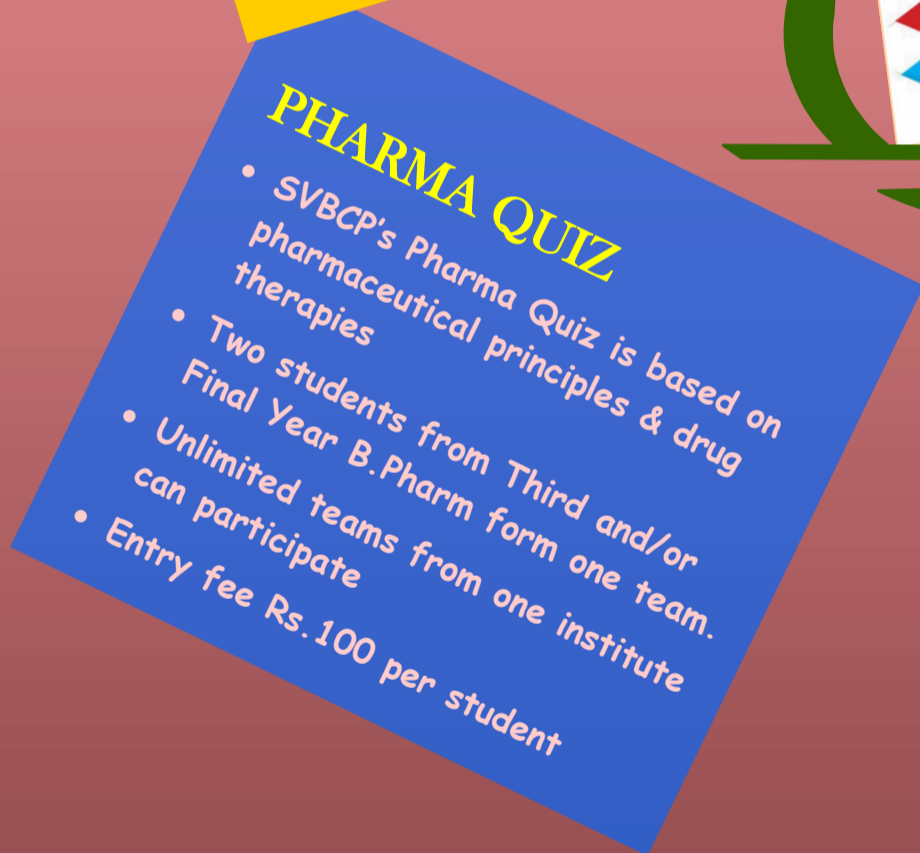 PHARMA QUIZ
• SVBCP's Pharma Quiz is based on
pharmaceutical principles & drug
therapies
• Two students from Third and/or
Final Year B.Pharm form one team.
• Unlimited teams from one institute
can participate
• Entry fee Rs.100 per student